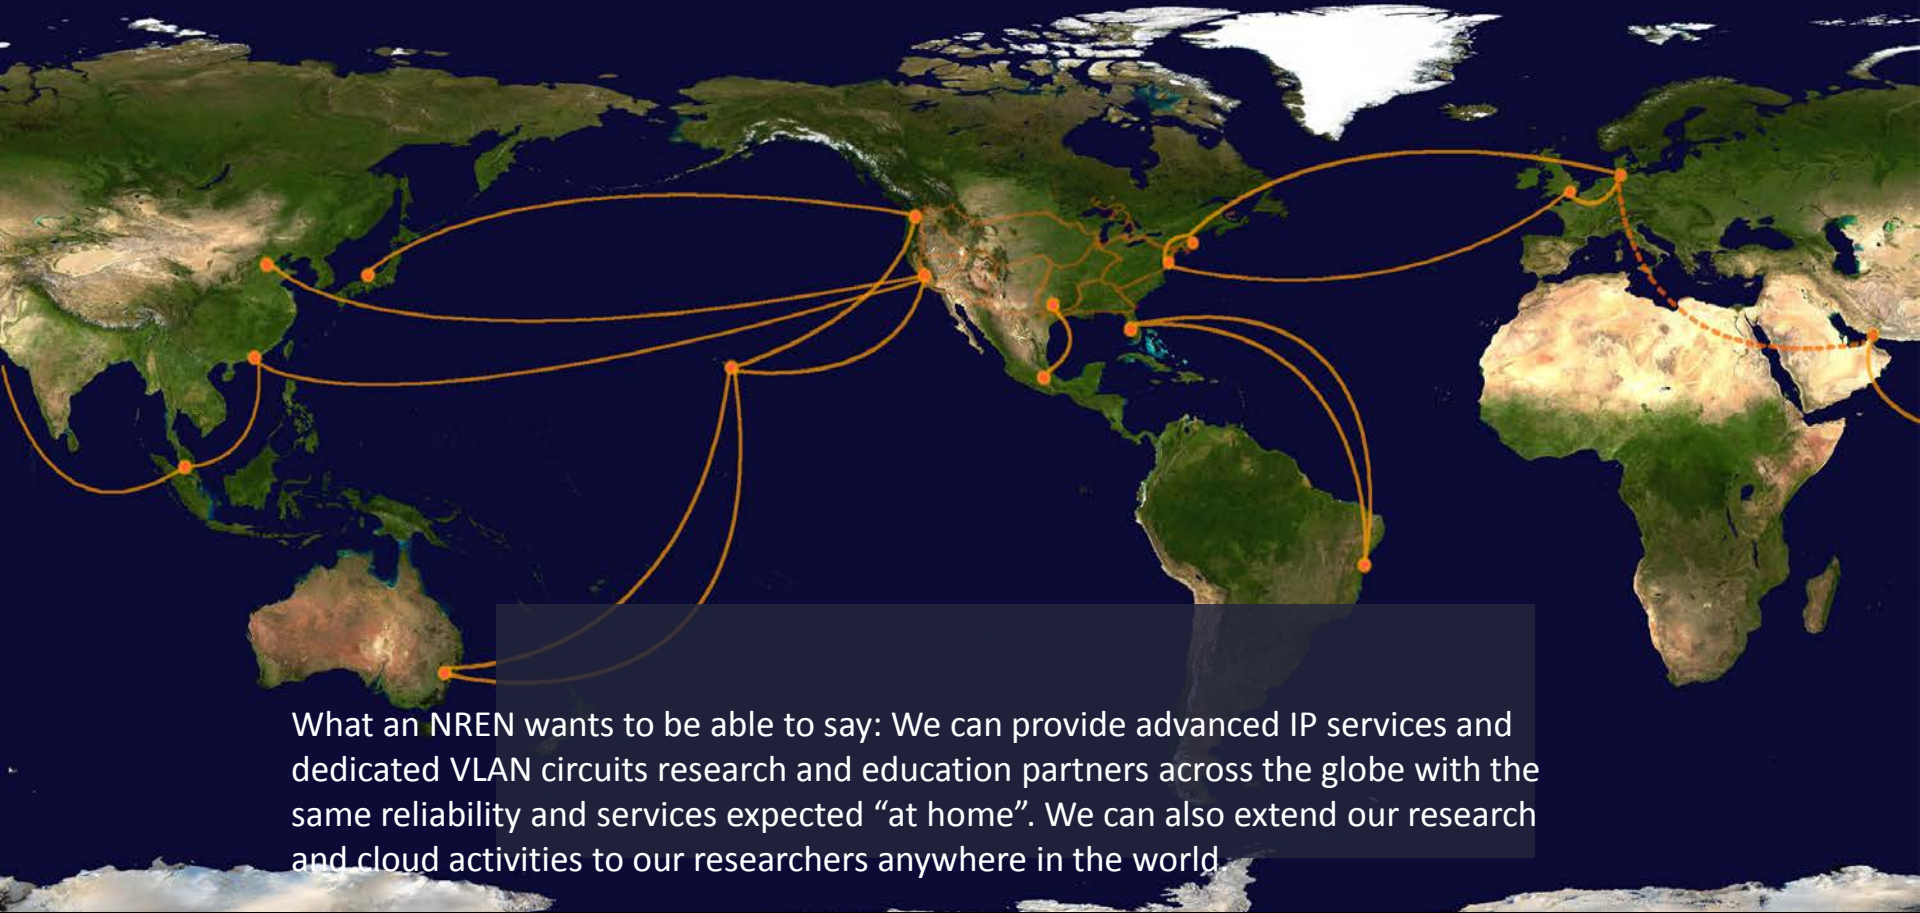 What an NREN wants to be able to say: We can provide advanced IP services and
dedicated VLAN circuits research and education partners across the globe with the
same reliability and services expected “at home”. We can also extend our research
and cloud activities to our researchers anywhere in the world.